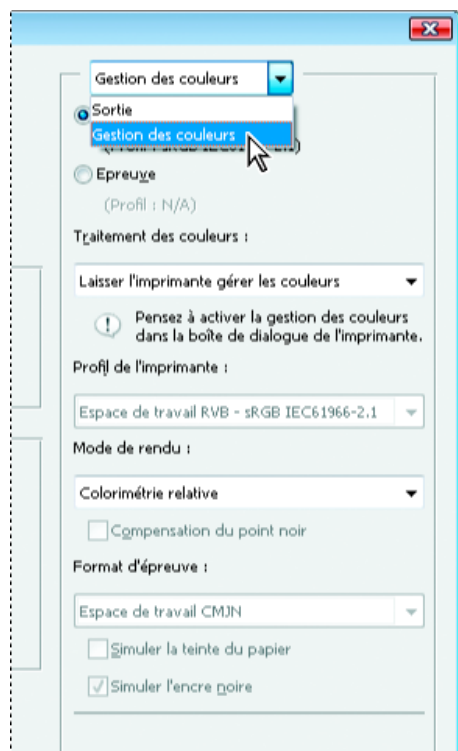 Gestion des couleurs
Sortie
Gestion des couleurs
Epreuve
(Profil : N/A)
Traitement des couleurs :
Laisser l'imprimante gérer les couleurs
Pensez à activer la gestion des couleurs
dans la boîte de dialogue de l'imprimante.
Profil de l'imprimante :
Espace de travail RVB - sRGB IEC61966-2.1
Mode de rendu :
Colorimétrie relative
Compensation du point noir
Format d'épreuve :
Espace de travail CMJN
Simuler la teinte du papier
Simuler l'encre noire